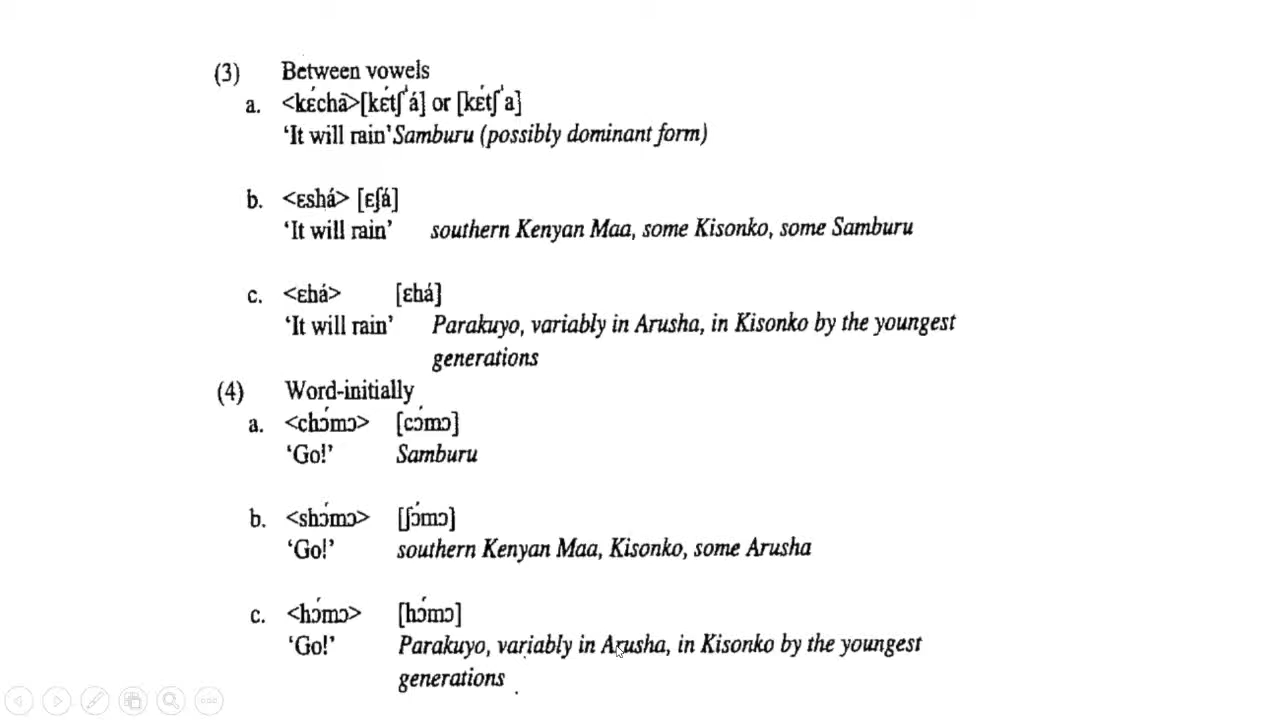 (3) Between vowels
a. <kɛ́cha> [kɛ́tʃˈá] or [kɛ́tʃˈa]
‘It will rain’ Samburu (possibly dominant form)
b. <ɛshá> [ɛʃá]
‘It will rain’ southern Kenyan Maa, some Kisonko, some Samburu
c. <ɛhá> [ɛhá]
‘It will rain’ Parakuyo, variably in Arusha, in Kisonko by the youngest
generations
(4) Word-initially
a. <chɔ́mɔ> [cɔ́mɔ]
‘Go!’ Samburu
b. <shɔ́mɔ> [ʃɔ́mɔ]
‘Go!’ southern Kenyan Maa, Kisonko, some Arusha
c. <hɔ́mɔ> [hɔ́mɔ]
‘Go!’ Parakuyo, variably in Arusha, in Kisonko by the youngest
generations